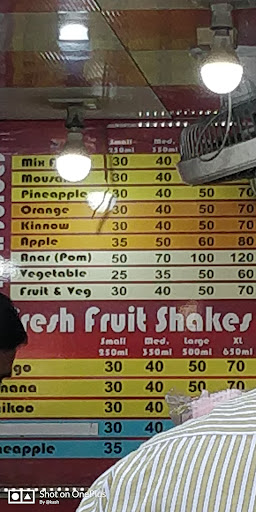 Small Med.
250ml 350ml
Mix 30 40
30 40
Pineapple 30 40 50 70
Orange 30 40 50 70
Kinnow 30 40 50 70
Apple 35 50 60 80
Anar (Pom) 50 70 100 120
Vegetable 25 35 50 60
Fruit & Veg 30 40 50 70
resh Fruit Shakes
Small Med. Large XL
250ml 350ml 500ml 650ml
go 30 40 50 70
nana 30 40 50 70
ikoo 30 40
30 40
neapple 35
Shot on OnePlus
By @kash